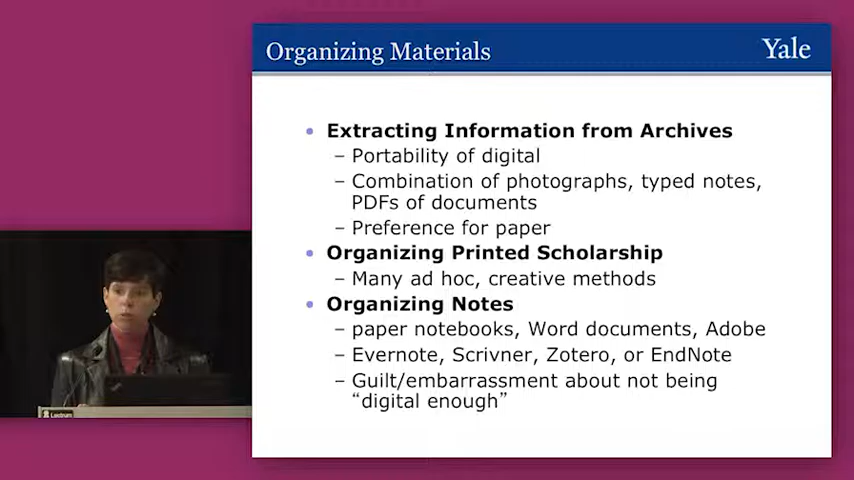 Organizing Materials
Yale
• Extracting Information from Archives
– Portability of digital
– Combination of photographs, typed notes,
PDFs of documents
– Preference for paper
• Organizing Printed Scholarship
– Many ad hoc, creative methods
• Organizing Notes
– paper notebooks, Word documents, Adobe
– Evernote, Scrivner, Zotero, or EndNote
– Guilt/embarrassment about not being
“digital enough”